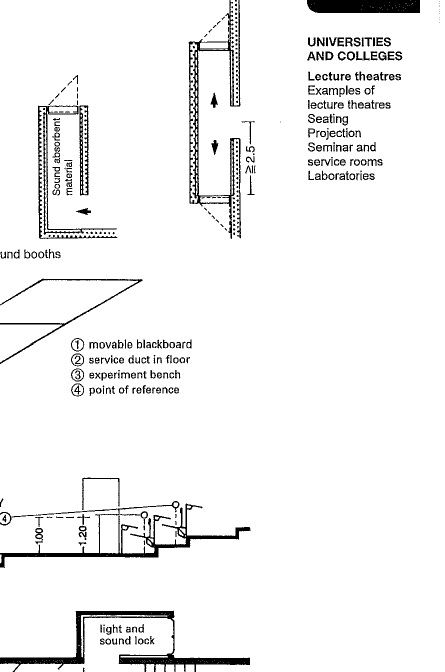 UNIVERSITIES
AND COLLEGES
Lecture theatres
Examples of
lecture theatres
Seating
Projection
Seminar and
service rooms
Laboratories
Sound absorbent
material
≥ 2.5
und booths
① movable blackboard
② service duct in floor
③ experiment bench
④ point of reference
④
1.00
1.20
light and
sound lock